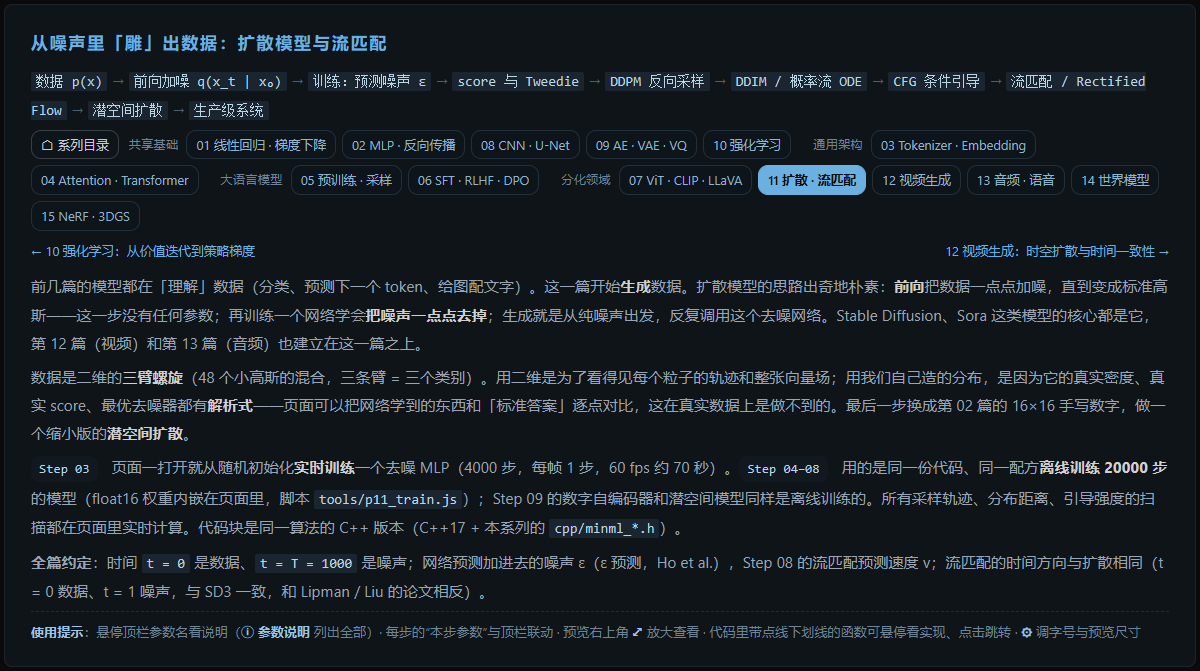 从噪声里「雕」出数据：扩散模型与流匹配
数据 p(x) → 前向加噪 q(x_t | x₀) → 训练：预测噪声 ε → score 与 Tweedie → DDPM 反向采样 → DDIM / 概率流 ODE → CFG 条件引导 → 流匹配 / Rectified
Flow → 潜空间扩散 → 生产级系统
系列目录 共享基础 01 线性回归 · 梯度下降 02 MLP · 反向传播 08 CNN · U-Net 09 AE · VAE · VQ 10 强化学习 通用架构 03 Tokenizer · Embedding
04 Attention · Transformer 大语言模型 05 预训练 · 采样 06 SFT · RLHF · DPO 分化领域 07 ViT · CLIP · LLaVA 11 扩散 · 流匹配 12 视频生成 13 音频 · 语音 14 世界模型
15 NeRF · 3DGS
← 10 强化学习：从价值迭代到策略梯度 12 视频生成：时空扩散与时间一致性 →
前几篇的模型都在「理解」数据（分类、预测下一个 token、给图配文字）。这一篇开始生成数据。扩散模型的思路出奇地朴素：前向把数据一点点加噪，直到变成标准高
斯——这一步没有任何参数；再训练一个网络学会把噪声一点点去掉；生成就是从纯噪声出发，反复调用这个去噪网络。Stable Diffusion、Sora 这类模型的核心都是它，
第 12 篇（视频）和第 13 篇（音频）也建立在这一篇之上。
数据是二维的三臂螺旋（48 个小高斯的混合，三条臂 = 三个类别）。用二维是为了看得见每个粒子的轨迹和整张向量场；用我们自己造的分布，是因为它的真实密度、真
实 score、最优去噪器都有解析式——页面可以把网络学到的东西和「标准答案」逐点对比，这在真实数据上是做不到的。最后一步换成第 02 篇的 16×16 手写数字，做一
个缩小版的潜空间扩散。
Step 03 页面一打开就从随机初始化实时训练一个去噪 MLP（4000 步，每帧 1 步，60 fps 约 70 秒）。 Step 04–08 用的是同一份代码、同一配方离线训练 20000 步
的模型（float16 权重内嵌在页面里，脚本 tools/p11_train.js ）；Step 09 的数字自编码器和潜空间模型同样是离线训练的。所有采样轨迹、分布距离、引导强度的扫
描都在页面里实时计算。代码块是同一算法的 C++ 版本（C++17 + 本系列的 cpp/minml_*.h ）。
全篇约定：时间 t = 0 是数据、 t = T = 1000 是噪声；网络预测加进去的噪声 ε（ε 预测，Ho et al.），Step 08 的流匹配预测速度 v；流匹配的时间方向与扩散相同（t
= 0 数据、t = 1 噪声，与 SD3 一致，和 Lipman / Liu 的论文相反）。
使用提示：悬停顶栏参数名看说明（ⓘ 参数说明 列出全部）· 每步的“本步参数”与顶栏联动 · 预览右上角 ⤢ 放大查看 · 代码里带点线下划线的函数可悬停看实现、点击跳转 · ⚙ 调字号与预览尺寸